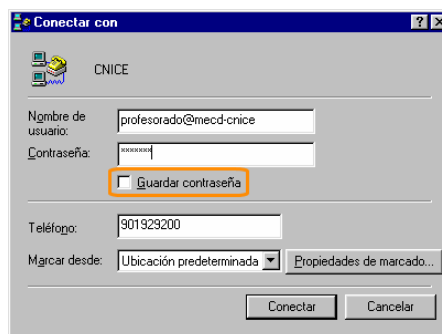 Conectar con
CNICE
Nombre de
usuario:
profesorado@mecd-cnice
Contraseña:
xxxxxxx
Guardar contraseña
Teléfono:
901929200
Marcar desde:
Ubicación predeterminada
Propiedades de marcado...
Conectar
Cancelar